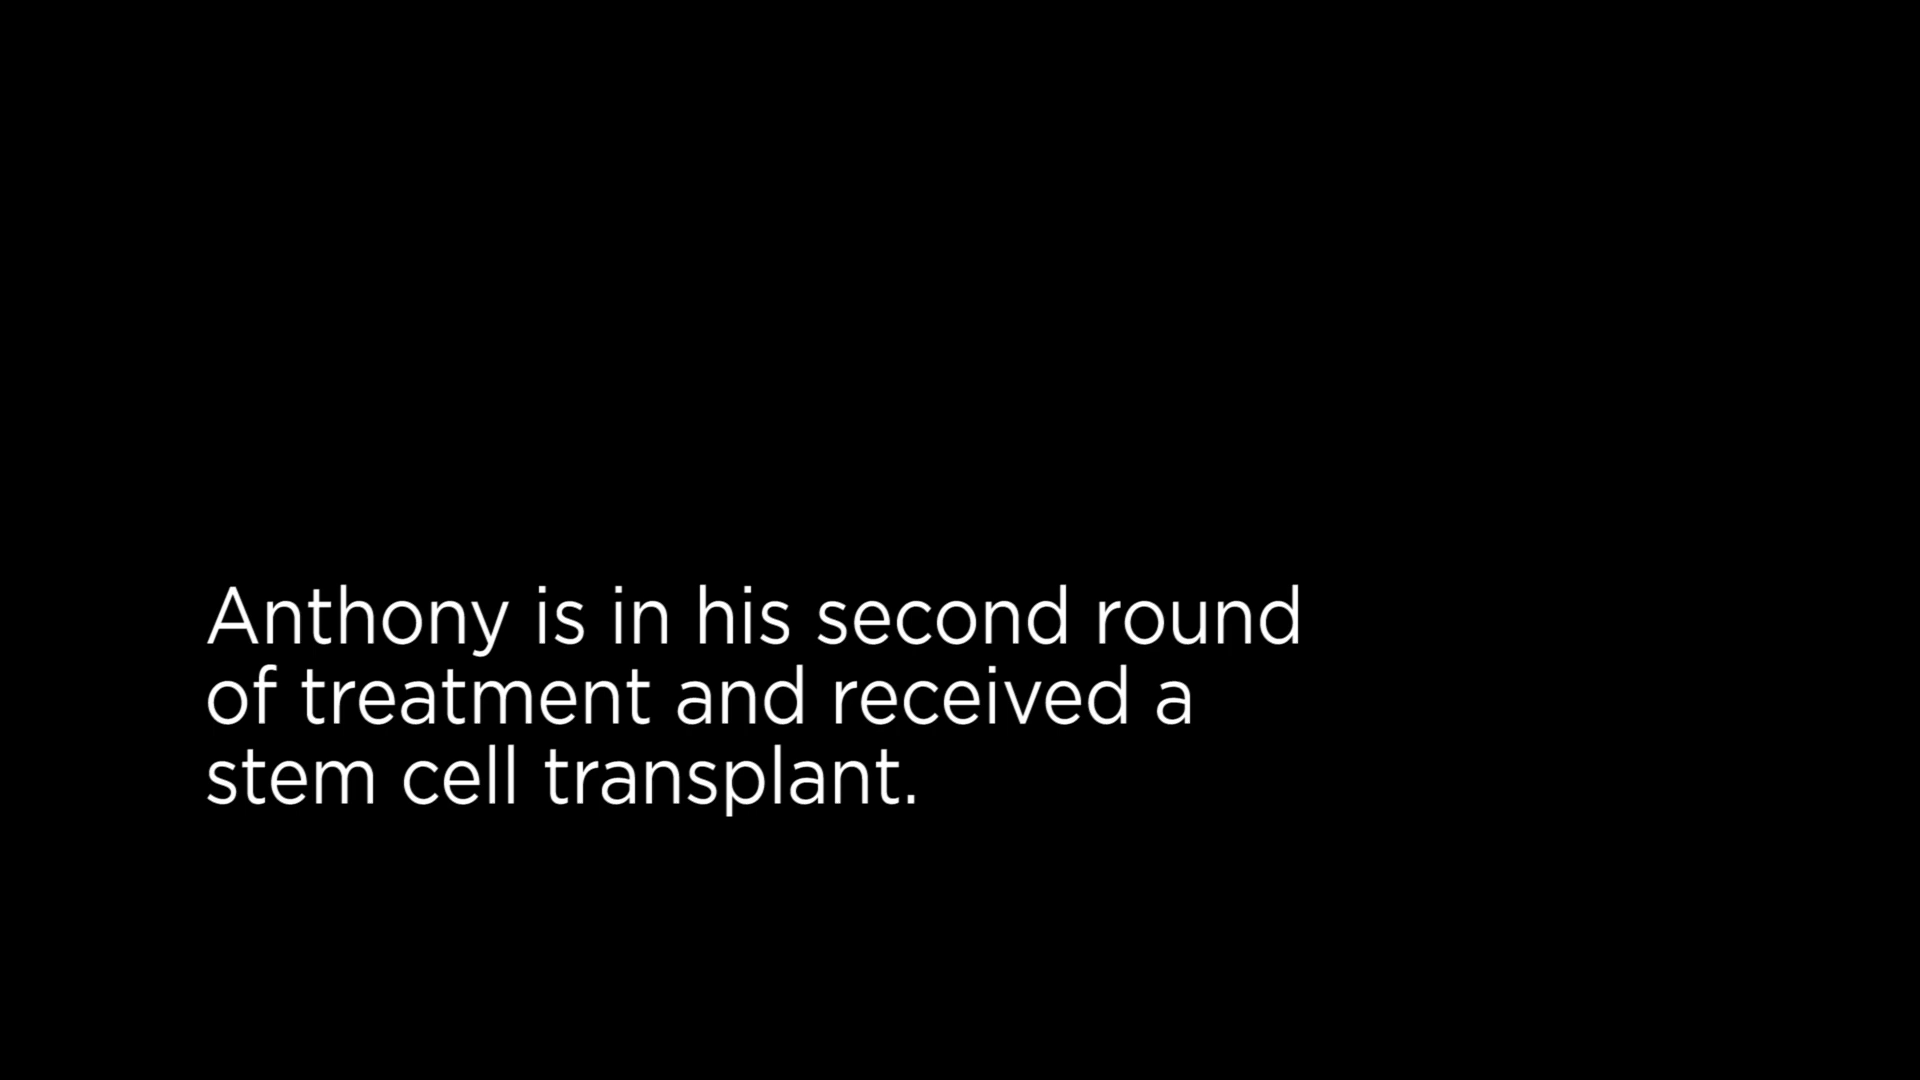 Anthony is in his second round
of treatment and received a
stem cell transplant.